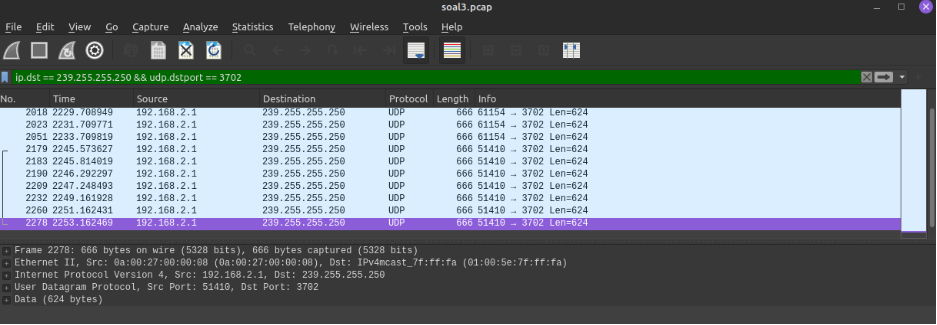 soal3.pcap
File Edit View Go Capture Analyze Statistics Telephony Wireless Tools Help
ip.dst == 239.255.255.250 && udp.dstport == 3702
No. Time Source Destination Protocol Length Info
2018 2229.708949 192.168.2.1 239.255.255.250 UDP 666 61154 → 3702 Len=624
2023 2231.709771 192.168.2.1 239.255.255.250 UDP 666 61154 → 3702 Len=624
2051 2233.709819 192.168.2.1 239.255.255.250 UDP 666 61154 → 3702 Len=624
2179 2245.573627 192.168.2.1 239.255.255.250 UDP 666 51410 → 3702 Len=624
2183 2245.814019 192.168.2.1 239.255.255.250 UDP 666 51410 → 3702 Len=624
2190 2246.292297 192.168.2.1 239.255.255.250 UDP 666 51410 → 3702 Len=624
2209 2247.248493 192.168.2.1 239.255.255.250 UDP 666 51410 → 3702 Len=624
2232 2249.161928 192.168.2.1 239.255.255.250 UDP 666 51410 → 3702 Len=624
2260 2251.162431 192.168.2.1 239.255.255.250 UDP 666 51410 → 3702 Len=624
2278 2253.162469 192.168.2.1 239.255.255.250 UDP 666 51410 → 3702 Len=624
Frame 2278: 666 bytes on wire (5328 bits), 666 bytes captured (5328 bits)
Ethernet II, Src: 0a:00:27:00:00:08 (0a:00:27:00:00:08), Dst: IPv4mcast_7f:ff:fa (01:00:5e:7f:ff:fa)
Internet Protocol Version 4, Src: 192.168.2.1, Dst: 239.255.255.250
User Datagram Protocol, Src Port: 51410, Dst Port: 3702
Data (624 bytes)